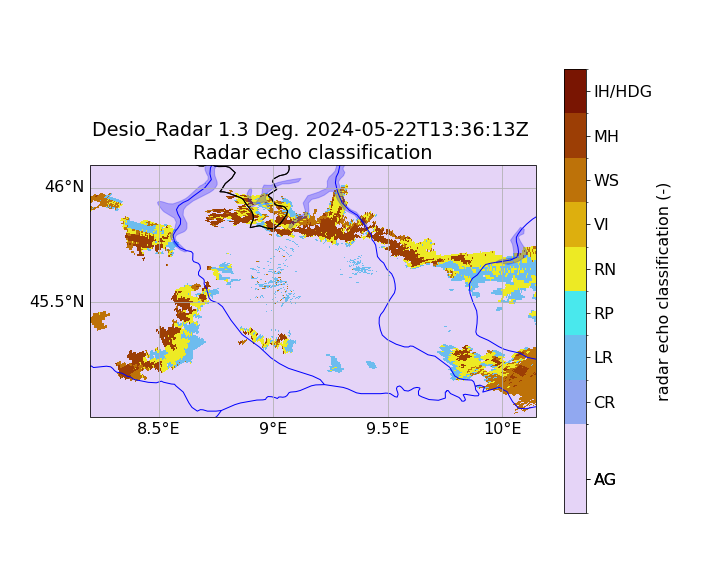 Desio_Radar 1.3 Deg. 2024-05-22T13:36:13Z
Radar echo classification
46°N
45.5°N
8.5°E
9°E
9.5°E
10°E
IH/HDG
MH
WS
VI
RN
RP
LR
CR
AG
radar echo classification (-)